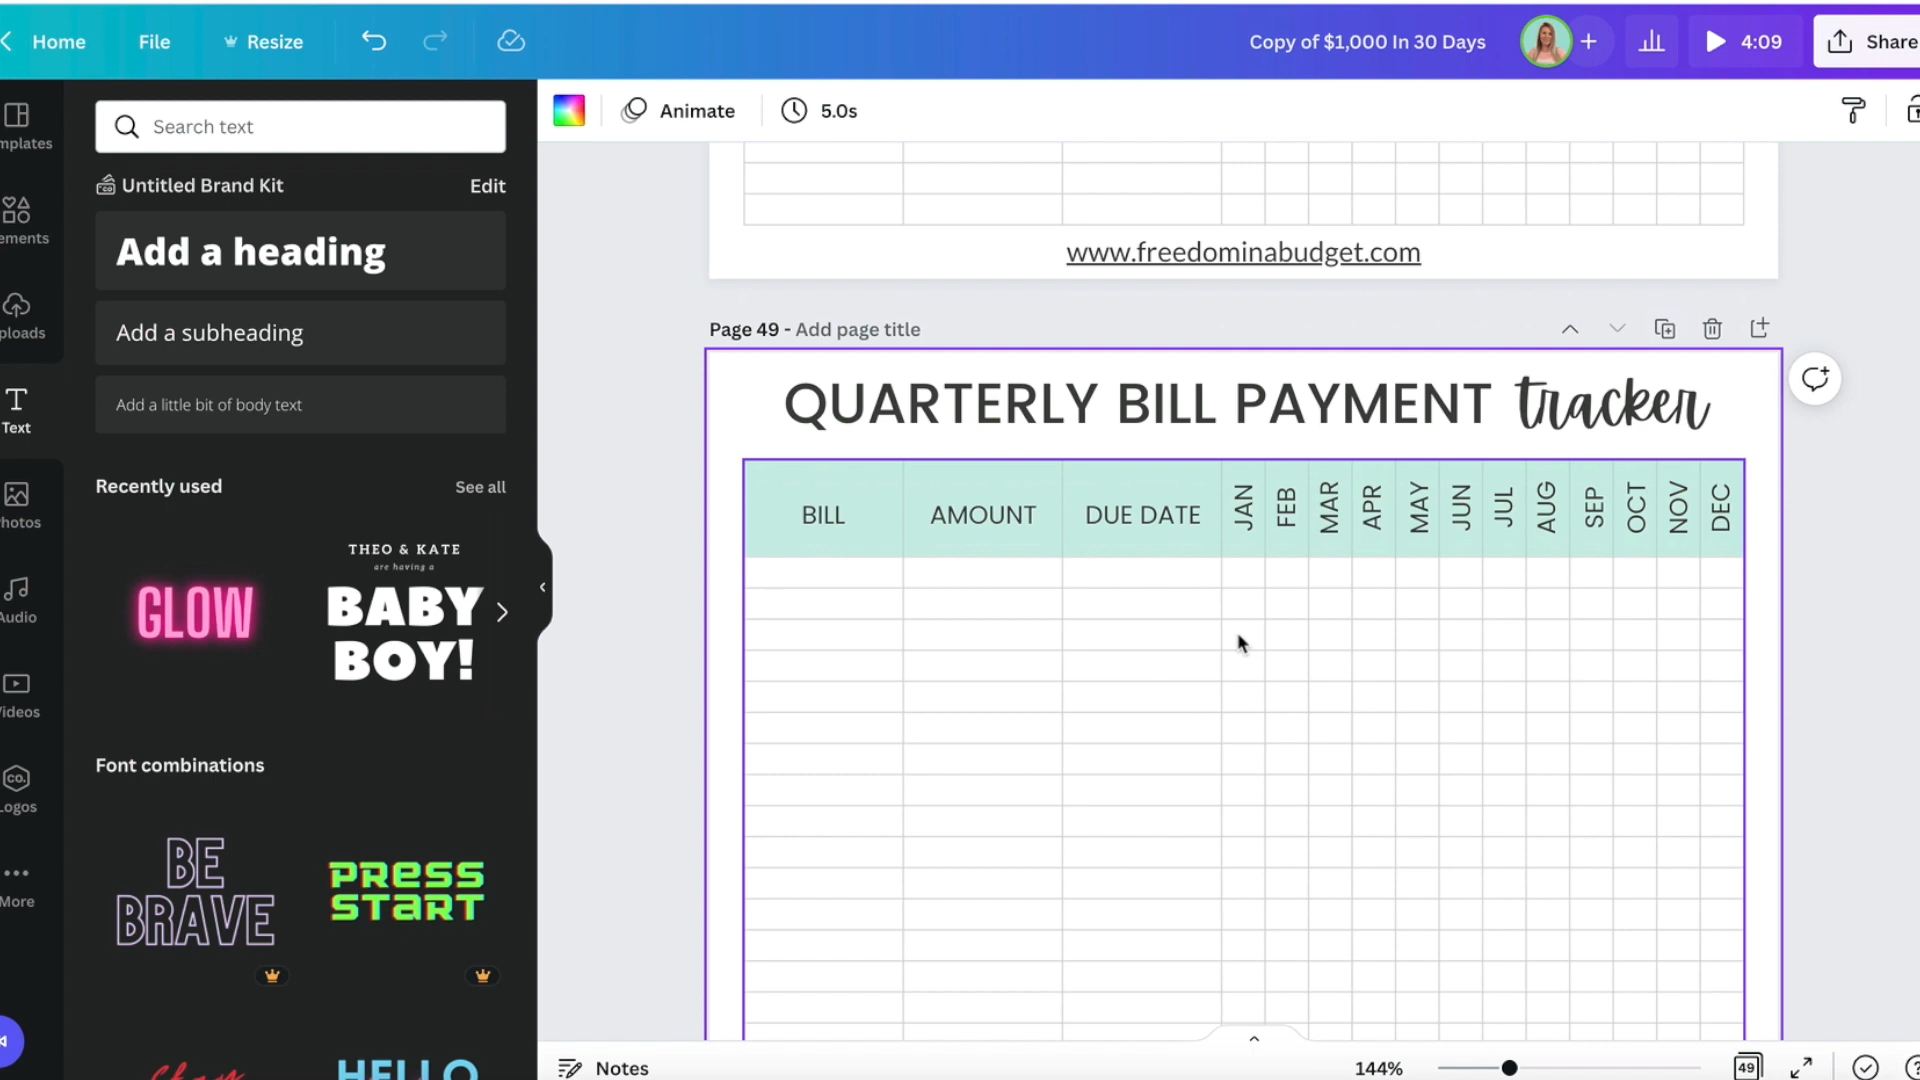 Home File Resize Copy of $1,000 In 30 Days + 4:09 Share
mplates
ements
ploads
Text
Photos
Audio
Videos
CO.
Logos
More
Search text
Untitled Brand Kit Edit
Add a heading
Add a subheading
Add a little bit of body text
Recently used See all
GLOW
THEO & KATE
are having a
BABY
BOY!
Font combinations
BE
BRAVE
PRESS
START
HELLO
Animate 5.0s
www.freedominabudget.com
Page 49 - Add page title
QUARTERLY BILL PAYMENT tracker
BILL AMOUNT DUE DATE JAN FEB MAR APR MAY JUN JUL AUG SEP OCT NOV DEC
Notes 144% 49